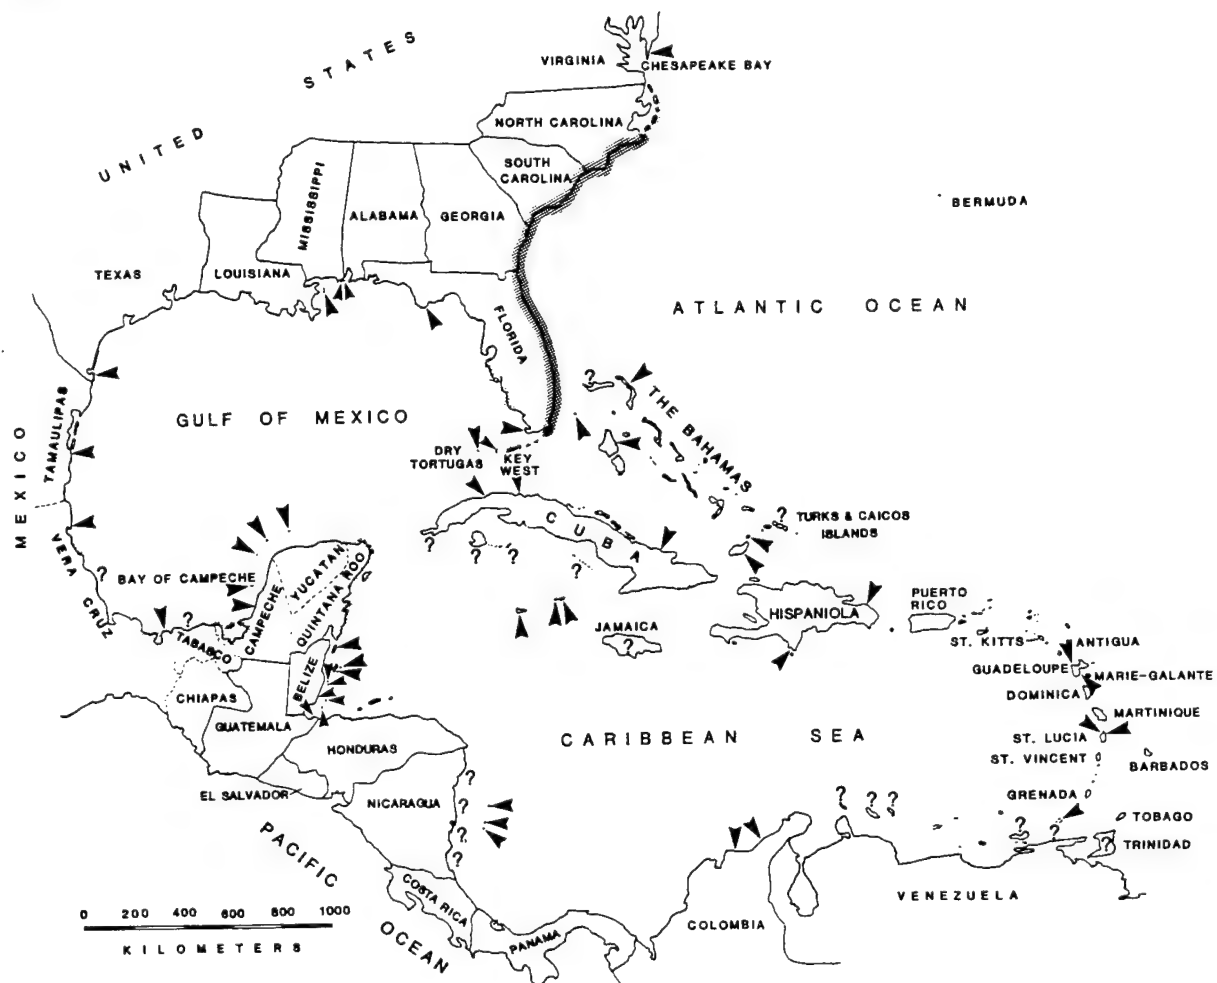 UNITED STATES
VIRGINIA
CHESAPEAKE BAY
NORTH CAROLINA
SOUTH
CAROLINA
MISSISSIPPI
ALABAMA
GEORGIA
BERMUDA
TEXAS
LOUISIANA
FLORIDA
ATLANTIC OCEAN
MEXICO
TAMAULIPAS
GULF OF MEXICO
?
THE BAHAMAS
DRY
TORTUGAS
KEY
WEST
CUBA
?
TURKS & CAICOS
ISLANDS
VERA
CRUZ
?
BAY OF CAMPECHE
YUCATAN
QUINTANA ROO
CAMPECHE
?
? ?
?
?
TABASCO
BELIZE
JAMAICA
?
HISPANIOLA
PUERTO
RICO
ST. KITTS
ANTIGUA
GUADELOUPE
MARIE-GALANTE
DOMINICA
MARTINIQUE
CHIAPAS
GUATEMALA
HONDURAS
CARIBBEAN SEA
ST. LUCIA
ST. VINCENT
BARBADOS
EL SALVADOR
NICARAGUA
?
?
?
?
GRENADA
? ? ?
? ?
TOBAGO
?
TRINIDAD
PACIFIC
OCEAN
COSTA RICA
PANAMA
COLOMBIA
VENEZUELA
0 200 400 600 800 1000
KILOMETERS